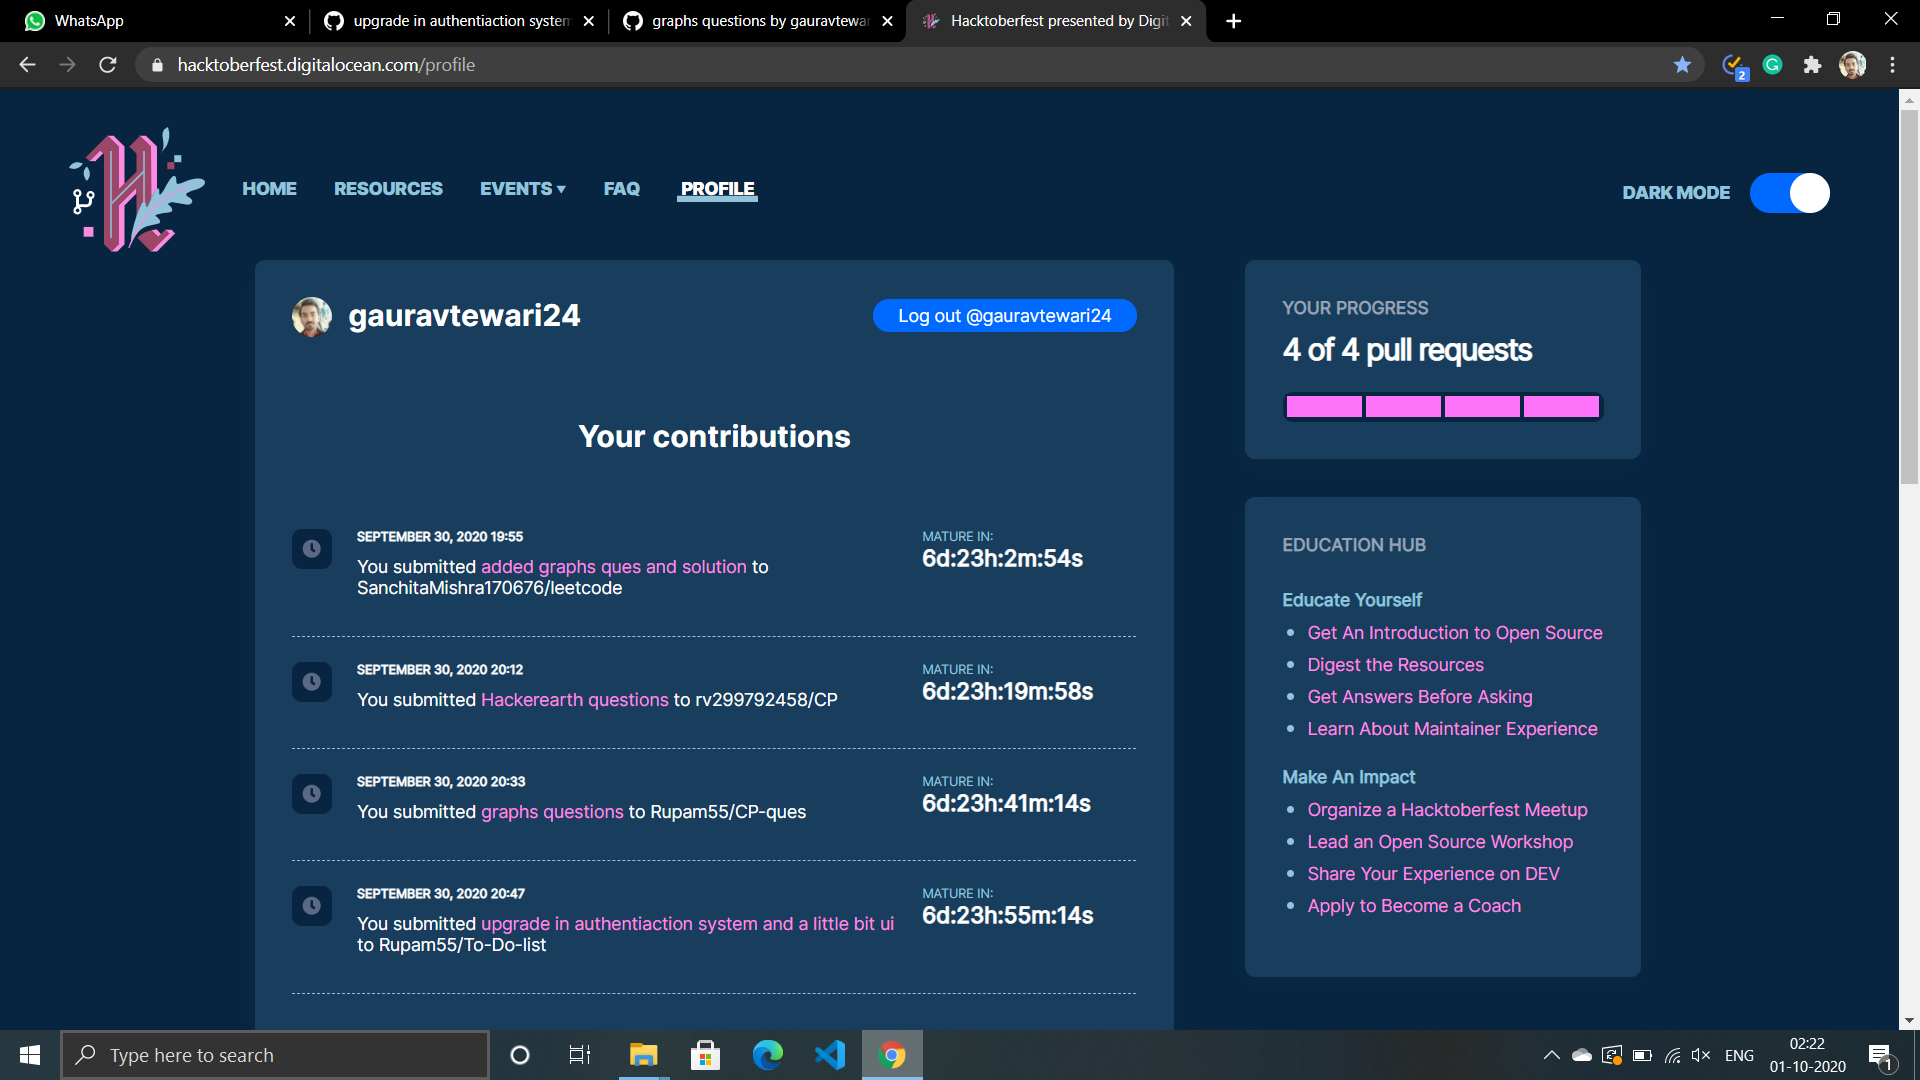 WhatsApp
upgrade in authentiaction system
graphs questions by gauravtewar
Hacktoberfest presented by Digit
hacktoberfest.digitalocean.com/profile
2
HOME RESOURCES EVENTS ▾ FAQ PROFILE
DARK MODE
gauravtewari24
Log out @gauravtewari24
Your contributions
SEPTEMBER 30, 2020 19:55
You submitted added graphs ques and solution to
SanchitaMishra170676/leetcode
MATURE IN:
6d:23h:2m:54s
SEPTEMBER 30, 2020 20:12
You submitted Hackerearth questions to rv299792458/CP
MATURE IN:
6d:23h:19m:58s
SEPTEMBER 30, 2020 20:33
You submitted graphs questions to Rupam55/CP-ques
MATURE IN:
6d:23h:41m:14s
SEPTEMBER 30, 2020 20:47
You submitted upgrade in authentiaction system and a little bit ui
to Rupam55/To-Do-list
MATURE IN:
6d:23h:55m:14s
YOUR PROGRESS
4 of 4 pull requests
EDUCATION HUB
Educate Yourself
Get An Introduction to Open Source
Digest the Resources
Get Answers Before Asking
Learn About Maintainer Experience
Make An Impact
Organize a Hacktoberfest Meetup
Lead an Open Source Workshop
Share Your Experience on DEV
Apply to Become a Coach
Type here to search
ENG
02:22
01-10-2020
1